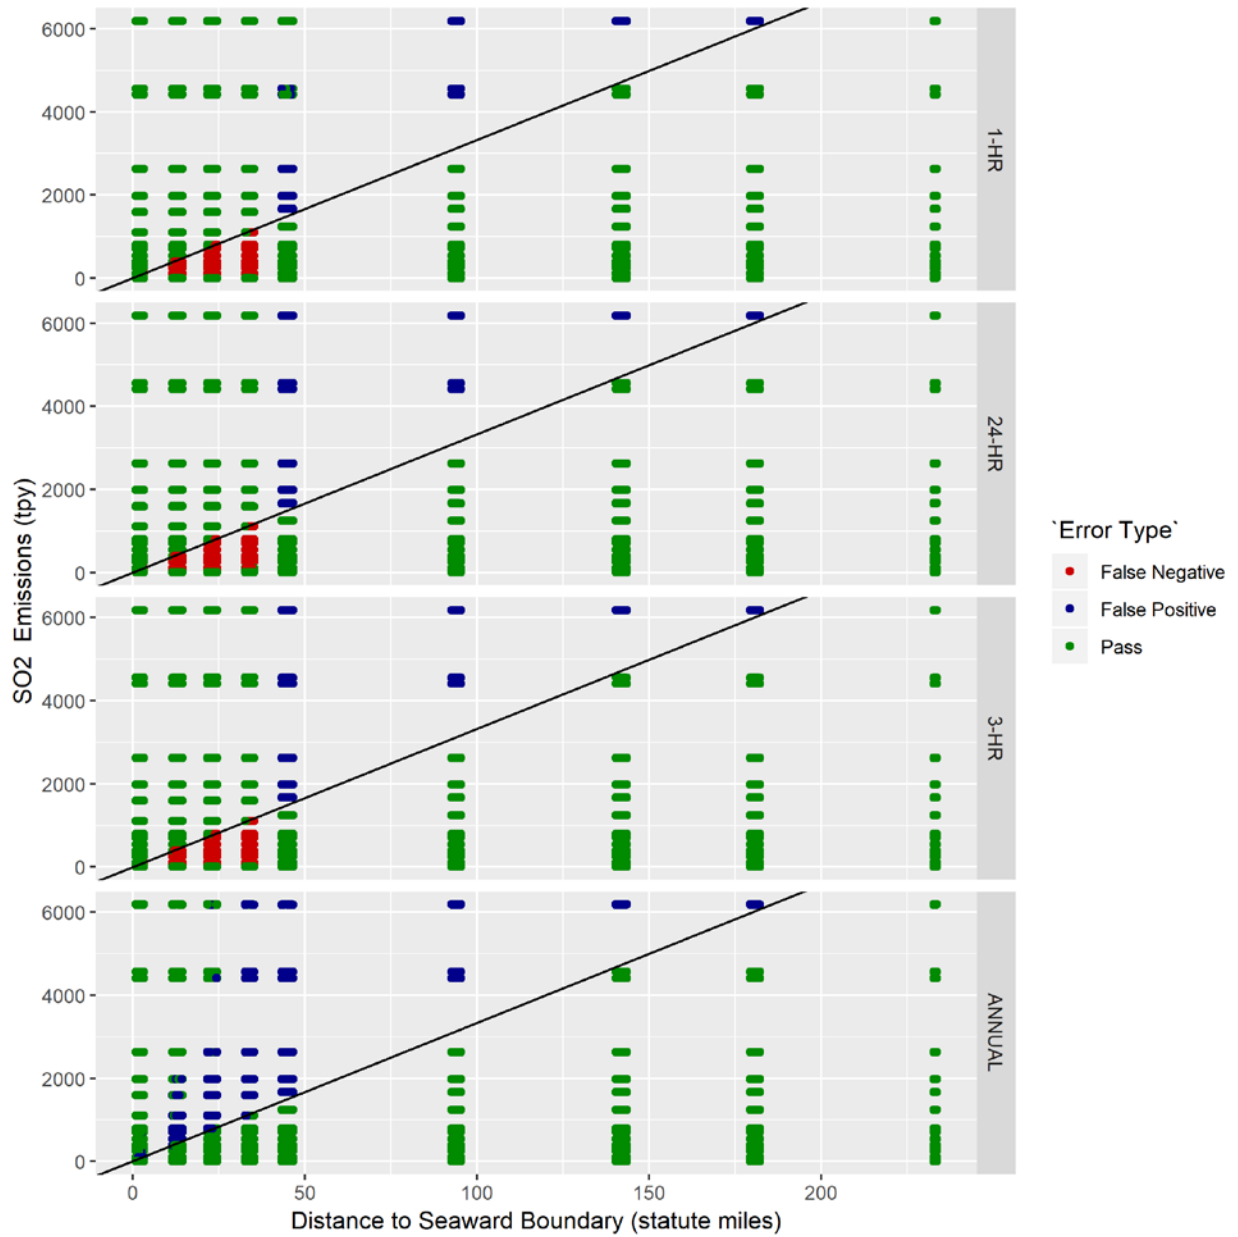 6000
4000
2000
0
1-HR
6000
4000
2000
0
24-HR
6000
4000
2000
0
3-HR
6000
4000
2000
0
ANNUAL
0 50 100 150 200
Distance to Seaward Boundary (statute miles)
SO2 Emissions (tpy)
`Error Type`
False Negative
False Positive
Pass